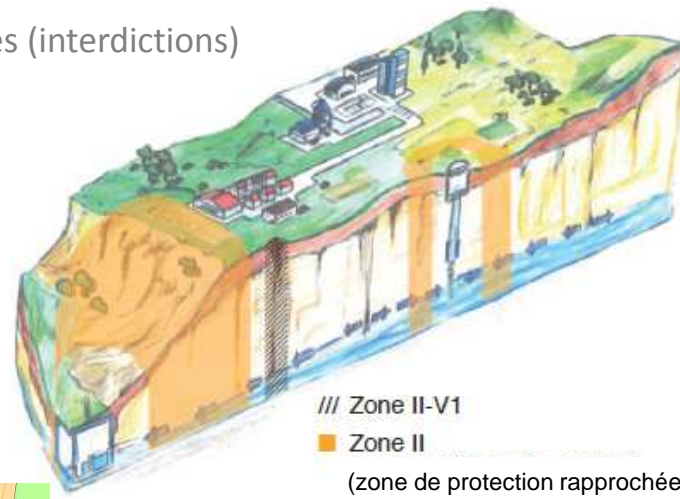 es (interdictions)
/// Zone II-V1
Zone II
(zone de protection rapprochée